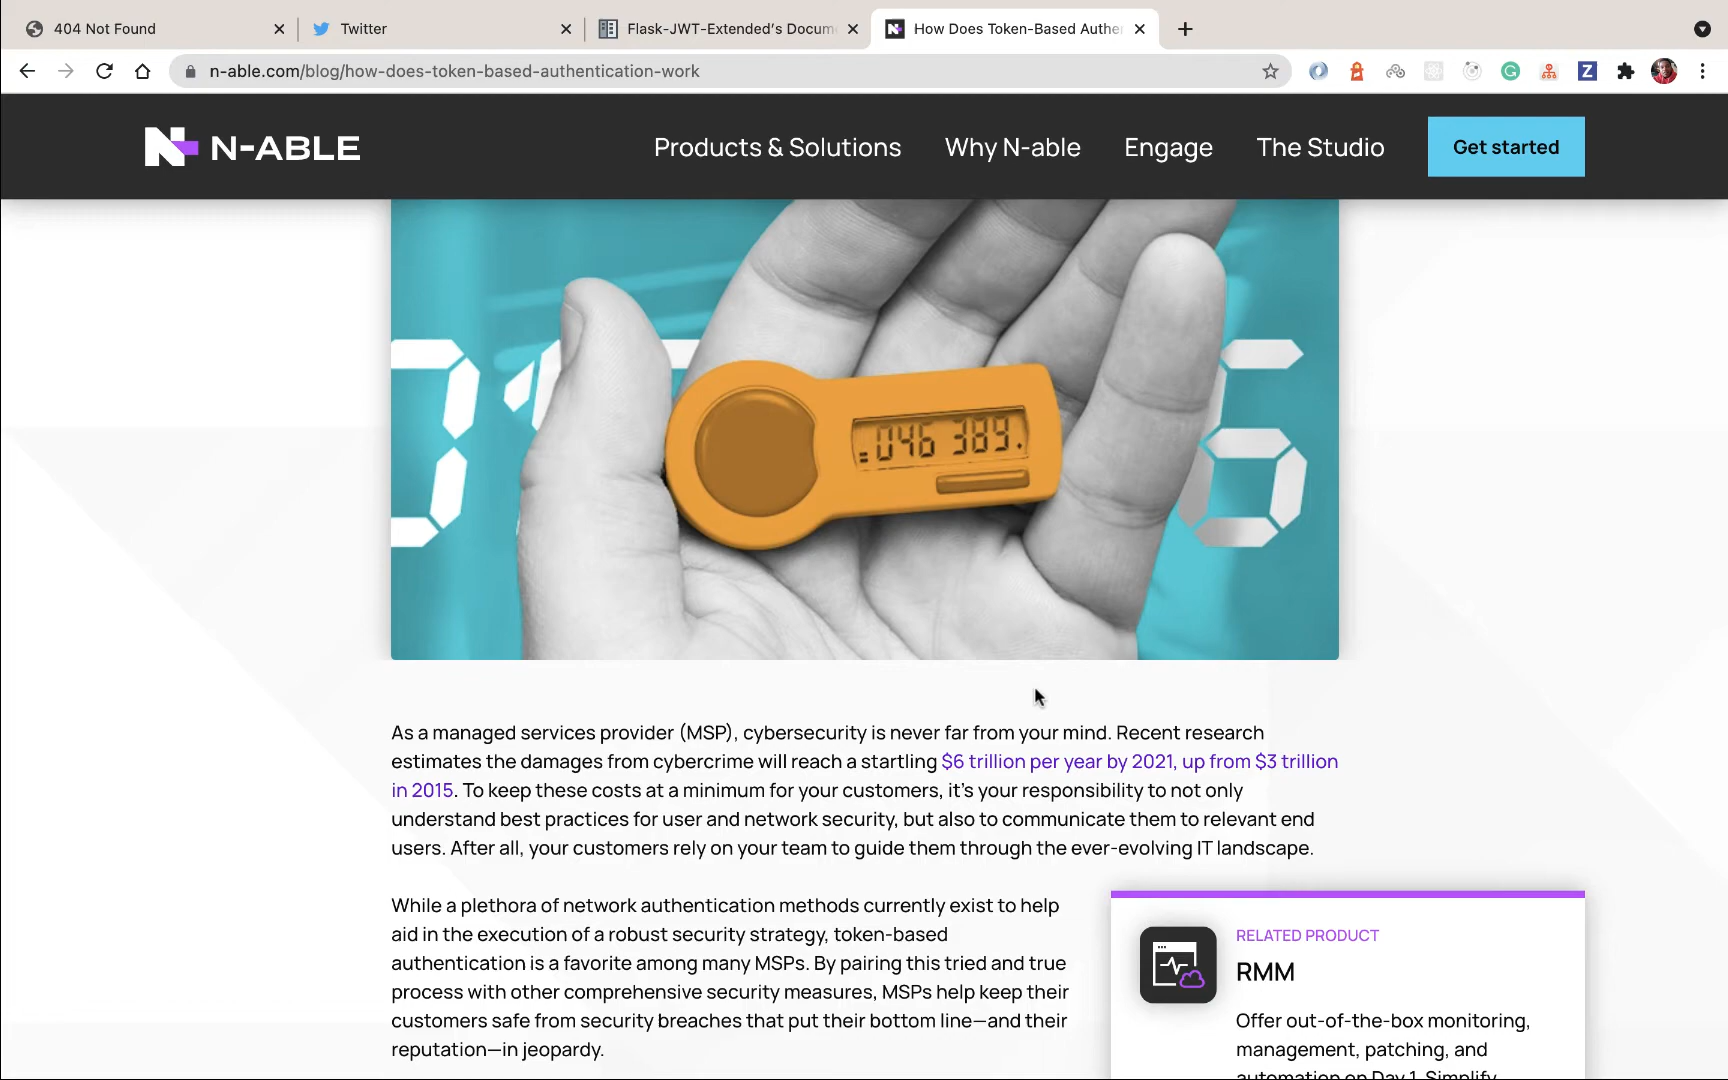 404 Not Found
Twitter
Flask-JWT-Extended's Docum
How Does Token-Based Authe
n-able.com/blog/how-does-token-based-authentication-work
N-ABLE
Products & Solutions
Why N-able
Engage
The Studio
Get started
046 389.
6
As a managed services provider (MSP), cybersecurity is never far from your mind. Recent research
estimates the damages from cybercrime will reach a startling $6 trillion per year by 2021, up from $3 trillion
in 2015. To keep these costs at a minimum for your customers, it's your responsibility to not only
understand best practices for user and network security, but also to communicate them to relevant end
users. After all, your customers rely on your team to guide them through the ever-evolving IT landscape.
While a plethora of network authentication methods currently exist to help
aid in the execution of a robust security strategy, token-based
authentication is a favorite among many MSPs. By pairing this tried and true
process with other comprehensive security measures, MSPs help keep their
customers safe from security breaches that put their bottom line—and their
reputation—in jeopardy.
RELATED PRODUCT
RMM
Offer out-of-the-box monitoring,
management, patching, and
automation on Day 1. Simplify